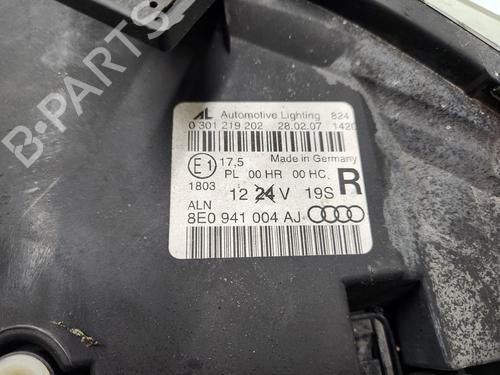 AL Automotive Lighting 824
0 301 219 202 28.02.07 1420
E1 17,5 Made in Germany
PL 00 HR 00 HC R
1803 12 24 V 19S
ALN
8E0 941 004 AJ
B-PARTS